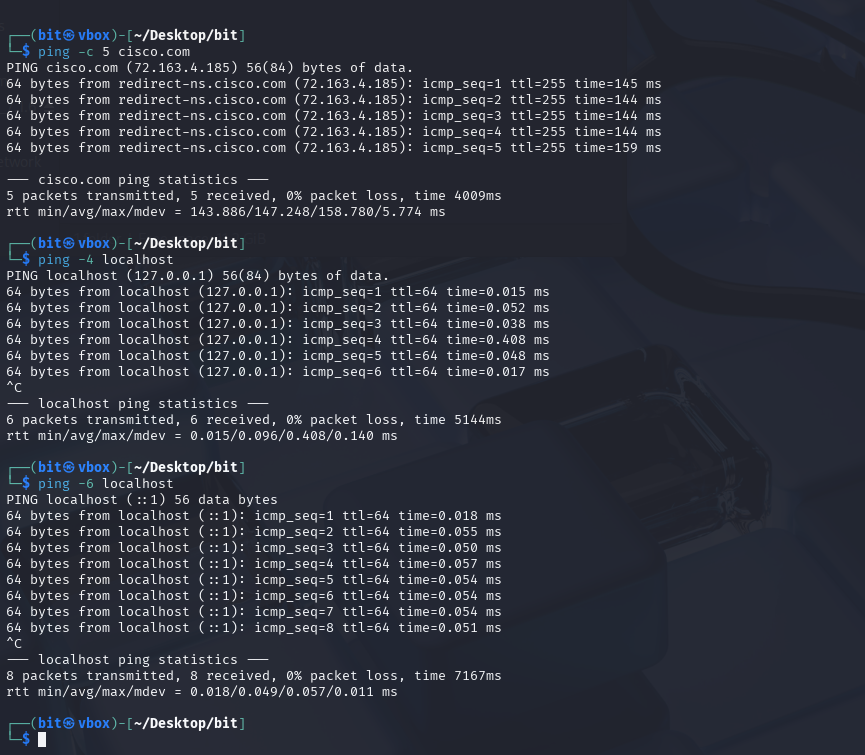 ┌──(bit㉿vbox)-[~/Desktop/bit]
└─$ ping -c 5 cisco.com
PING cisco.com (72.163.4.185) 56(84) bytes of data.
64 bytes from redirect-ns.cisco.com (72.163.4.185): icmp_seq=1 ttl=255 time=145 ms
64 bytes from redirect-ns.cisco.com (72.163.4.185): icmp_seq=2 ttl=255 time=144 ms
64 bytes from redirect-ns.cisco.com (72.163.4.185): icmp_seq=3 ttl=255 time=144 ms
64 bytes from redirect-ns.cisco.com (72.163.4.185): icmp_seq=4 ttl=255 time=144 ms
64 bytes from redirect-ns.cisco.com (72.163.4.185): icmp_seq=5 ttl=255 time=159 ms
--- cisco.com ping statistics ---
5 packets transmitted, 5 received, 0% packet loss, time 4009ms
rtt min/avg/max/mdev = 143.886/147.248/158.780/5.774 ms
┌──(bit㉿vbox)-[~/Desktop/bit]
└─$ ping -4 localhost
PING localhost (127.0.0.1) 56(84) bytes of data.
64 bytes from localhost (127.0.0.1): icmp_seq=1 ttl=64 time=0.015 ms
64 bytes from localhost (127.0.0.1): icmp_seq=2 ttl=64 time=0.052 ms
64 bytes from localhost (127.0.0.1): icmp_seq=3 ttl=64 time=0.038 ms
64 bytes from localhost (127.0.0.1): icmp_seq=4 ttl=64 time=0.408 ms
64 bytes from localhost (127.0.0.1): icmp_seq=5 ttl=64 time=0.048 ms
64 bytes from localhost (127.0.0.1): icmp_seq=6 ttl=64 time=0.017 ms
^C
--- localhost ping statistics ---
6 packets transmitted, 6 received, 0% packet loss, time 5144ms
rtt min/avg/max/mdev = 0.015/0.096/0.408/0.140 ms
┌──(bit㉿vbox)-[~/Desktop/bit]
└─$ ping -6 localhost
PING localhost (::1) 56 data bytes
64 bytes from localhost (::1): icmp_seq=1 ttl=64 time=0.018 ms
64 bytes from localhost (::1): icmp_seq=2 ttl=64 time=0.055 ms
64 bytes from localhost (::1): icmp_seq=3 ttl=64 time=0.050 ms
64 bytes from localhost (::1): icmp_seq=4 ttl=64 time=0.057 ms
64 bytes from localhost (::1): icmp_seq=5 ttl=64 time=0.054 ms
64 bytes from localhost (::1): icmp_seq=6 ttl=64 time=0.054 ms
64 bytes from localhost (::1): icmp_seq=7 ttl=64 time=0.054 ms
64 bytes from localhost (::1): icmp_seq=8 ttl=64 time=0.051 ms
^C
--- localhost ping statistics ---
8 packets transmitted, 8 received, 0% packet loss, time 7167ms
rtt min/avg/max/mdev = 0.018/0.049/0.057/0.011 ms
┌──(bit㉿vbox)-[~/Desktop/bit]
└─$